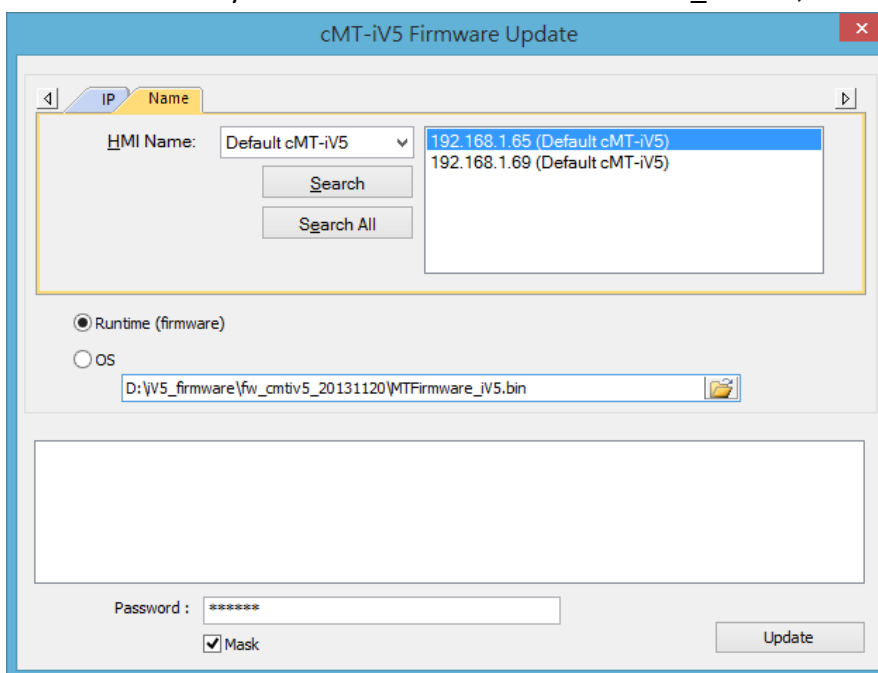 cMT-iV5 Firmware Update
IP Name
HMI Name: Default cMT-iV5
192.168.1.65 (Default cMT-iV5)
192.168.1.69 (Default cMT-iV5)
Search
Search All
Runtime (firmware)
OS
D:\iV5_firmware\fw_cmtiv5_20131120\MTFirmware_iV5.bin
Password : ******
Mask
Update